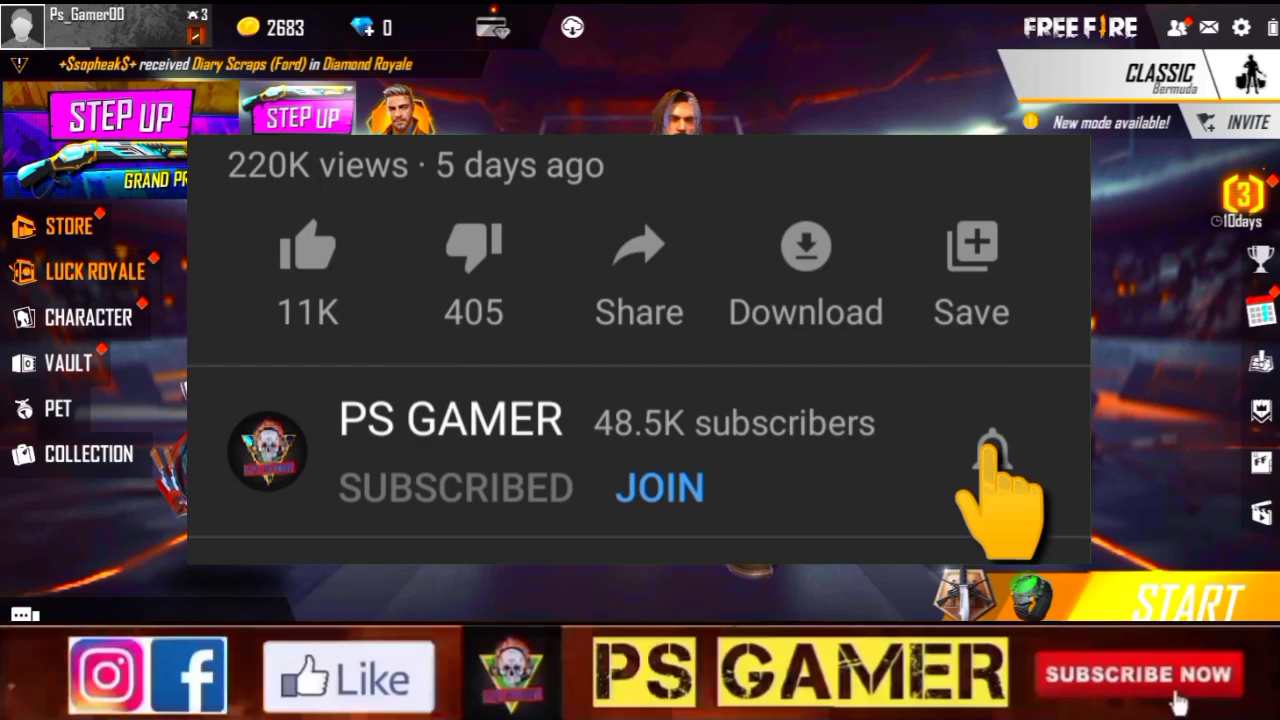 Ps_Gamer00
3
2683
0
FREE FIRE
+$sopheak$+ received Diary Scraps (Ford) in Diamond Royale
CLASSIC
Bermuda
STEP UP
STEP UP
GRAND PR
New mode available!
INVITE
220K views · 5 days ago
3
10days
STORE
LUCK ROYALE
CHARACTER
VAULT
PET
COLLECTION
11K
405
Share
Download
Save
PS GAMER
48.5K subscribers
SUBSCRIBED
JOIN
START
Like
PS GAMER
SUBSCRIBE NOW